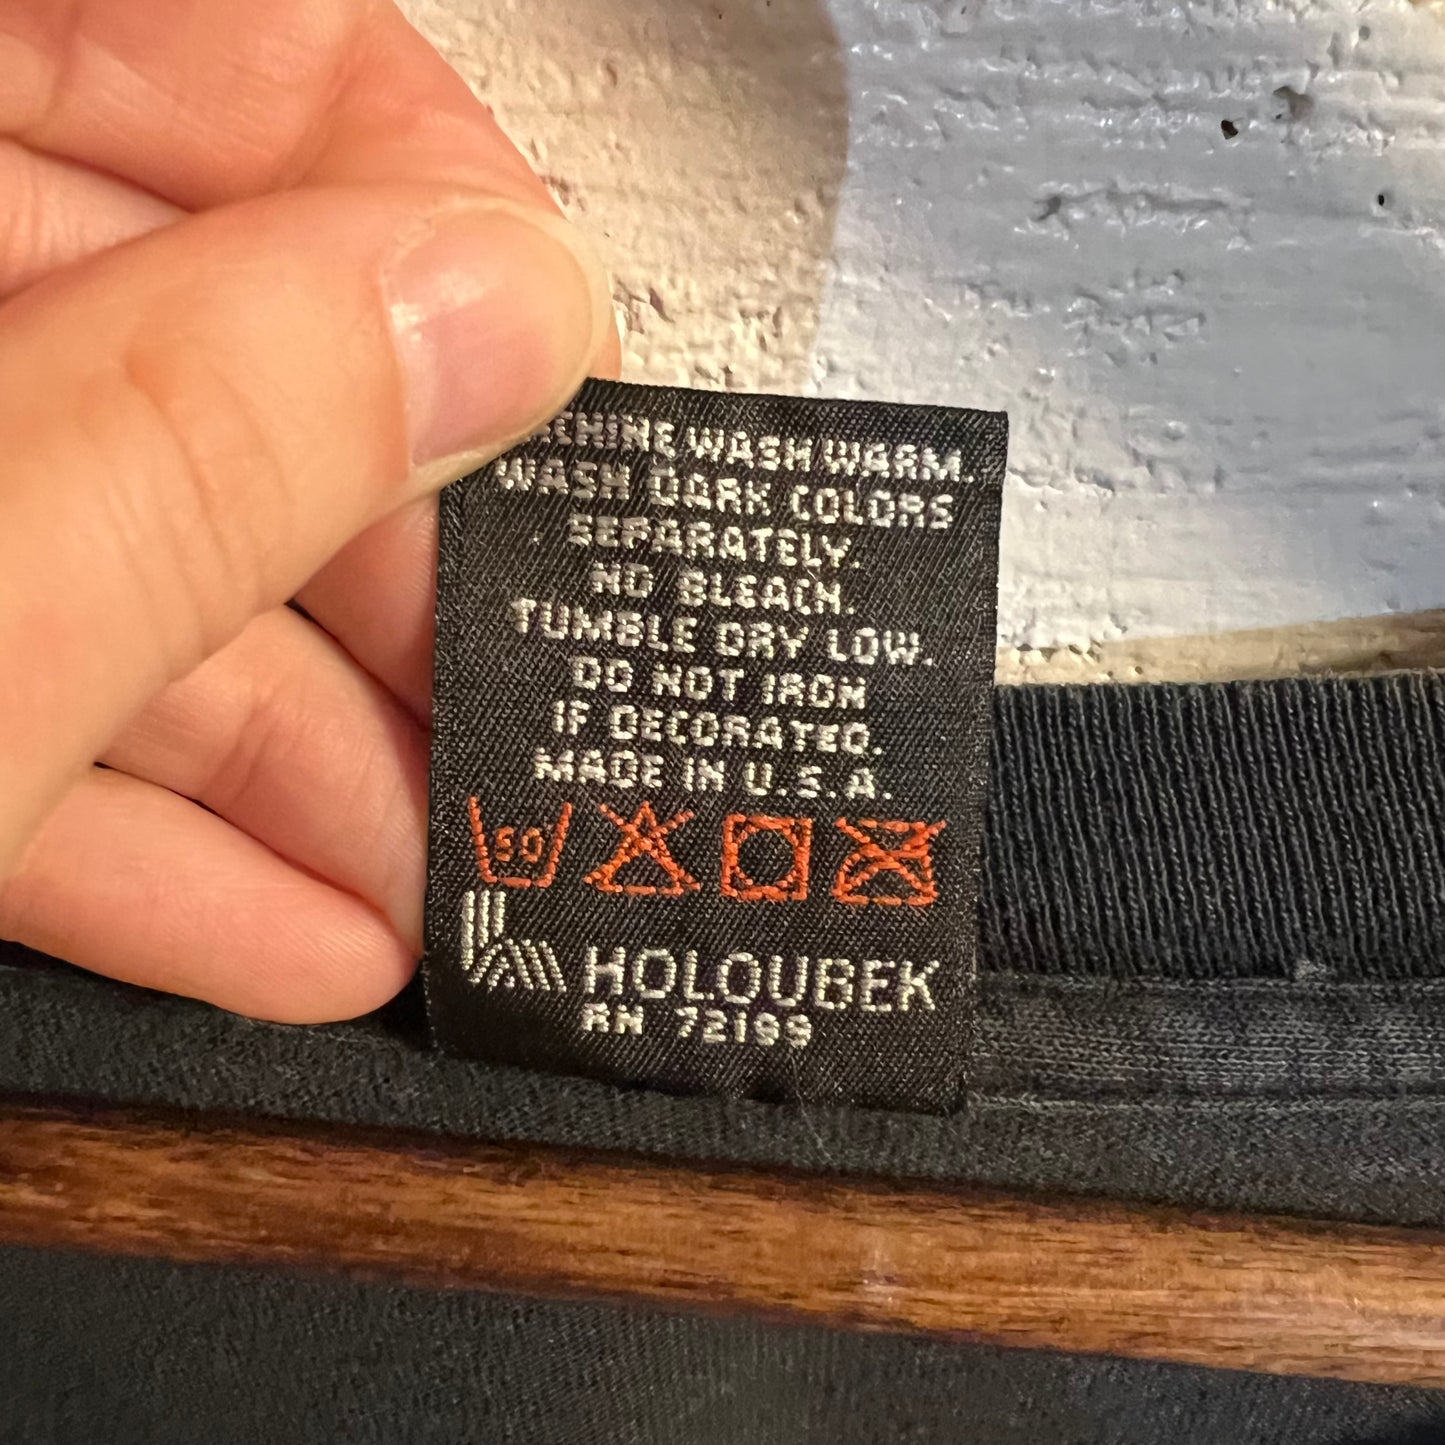 MACHINE WASH WARM.
WASH DARK COLORS
SEPARATELY.
NO BLEACH.
TUMBLE DRY LOW.
DO NOT IRON
IF DECORATED.
MADE IN U.S.A.
50
HOLOUBEK
RN 72199